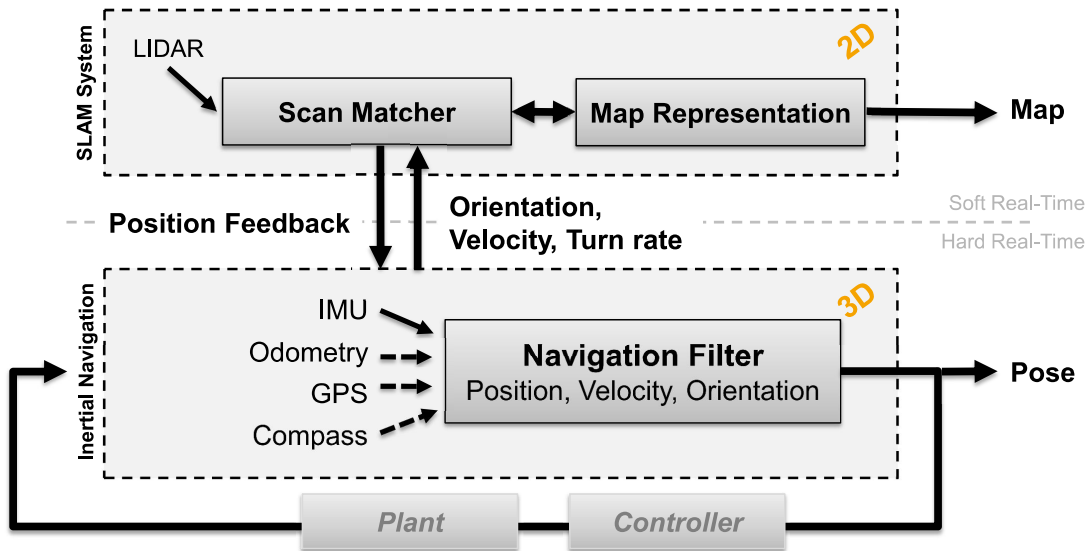 SLAM System
LIDAR
2D
Scan Matcher
Map Representation
Map
Position Feedback
Orientation,
Velocity, Turn rate
Soft Real-Time
Hard Real-Time
Inertial Navigation
3D
IMU
Odometry
GPS
Compass
Navigation Filter
Position, Velocity, Orientation
Pose
Plant
Controller